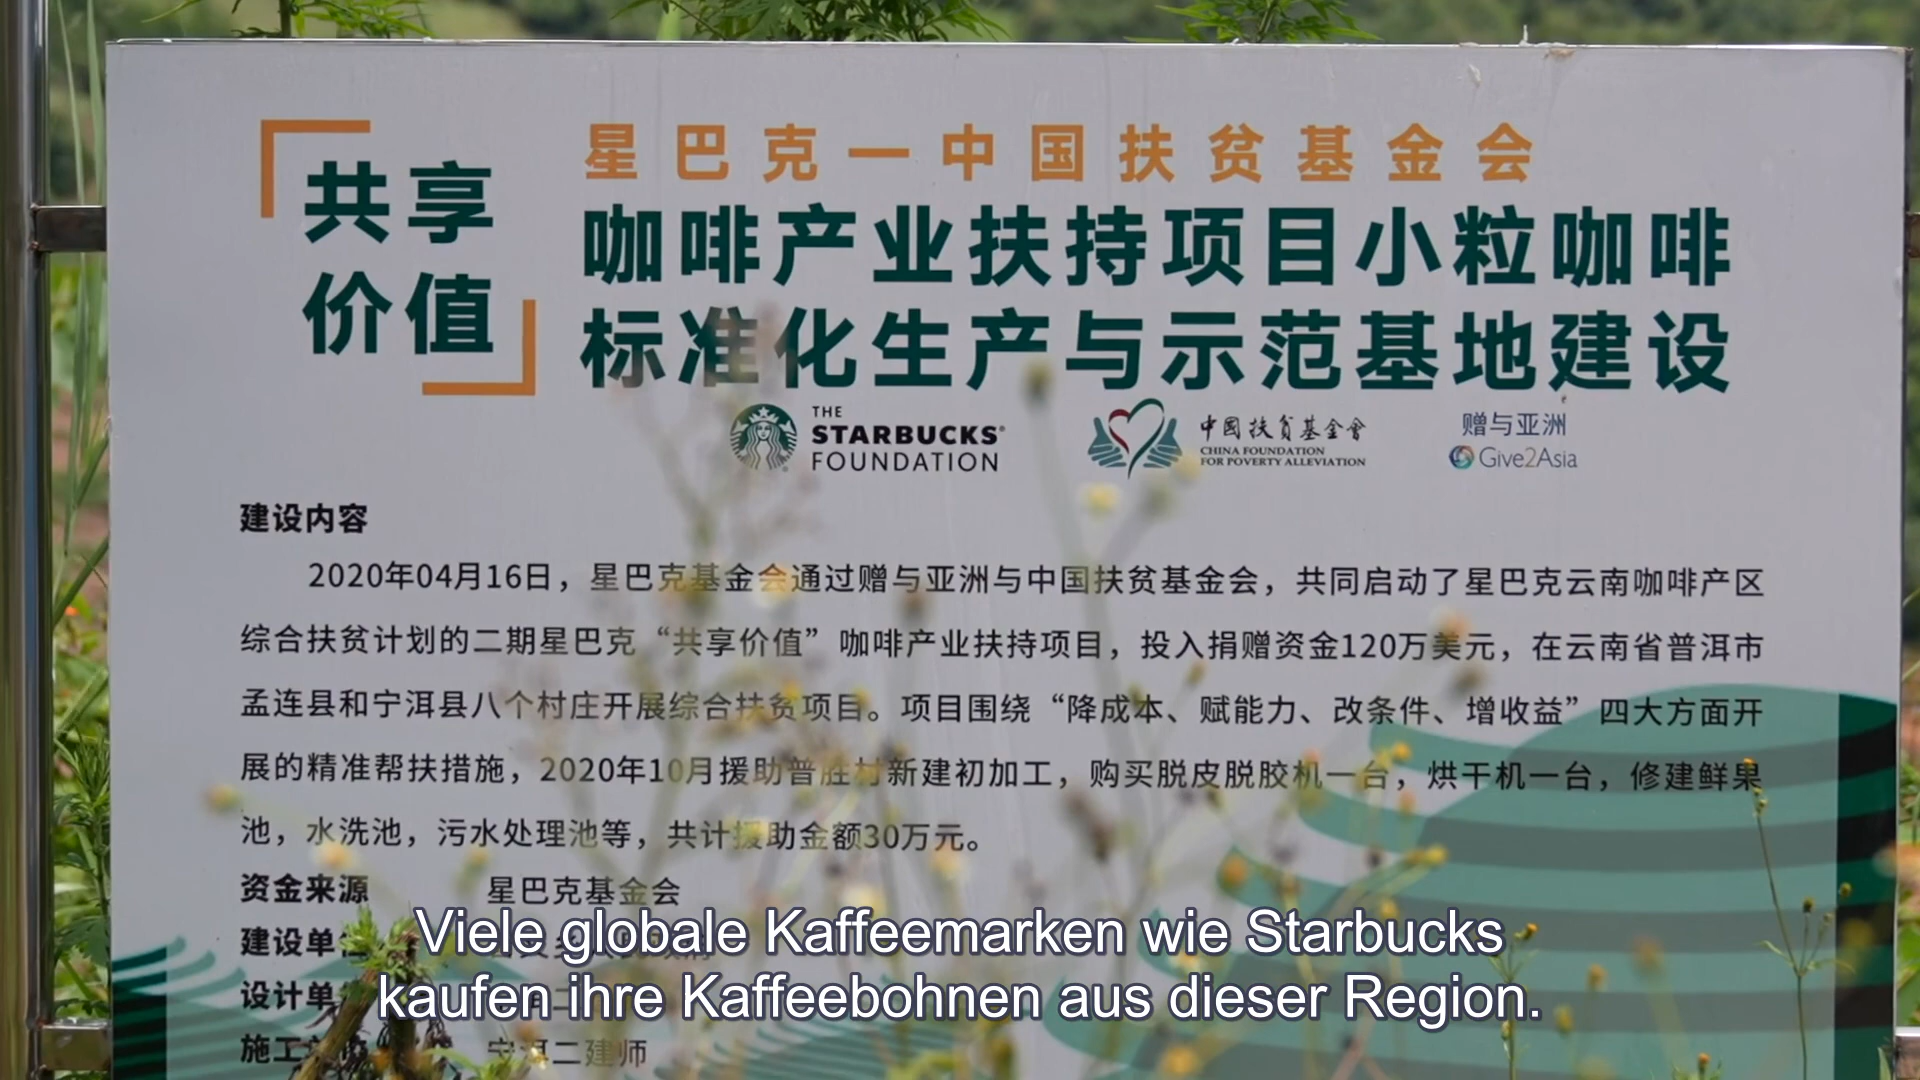 共享
价值
星巴克一中国扶贫基金会
咖啡产业扶持项目小粒咖啡
标准化生产与示范基地建设
THE
STARBUCKS®
FOUNDATION
中國扶貧基金會
CHINA FOUNDATION
FOR POVERTY ALLEVIATION
赠与亚洲
Give2Asia
建设内容
2020年04月16日，星巴克基金会通过赠与亚洲与中国扶贫基金会，共同启动了星巴克云南咖啡产区
综合扶贫计划的二期星巴克“共享价值”咖啡产业扶持项目，投入捐赠资金120万美元，在云南省普洱市
孟连县和宁洱县八个村庄开展综合扶贫项目。项目围绕“降成本、赋能力、改条件、增收益”四大方面开
展的精准帮扶措施，2020年10月援助普胜村新建初加工，购买脱皮脱胶机一台，烘干机一台，修建鲜果
池，水洗池，污水处理池等，共计援助金额30万元。
资金来源 星巴克基金会
建设单
设计单
施工 宁洱二建师
Viele globale Kaffeemarken wie Starbucks
kaufen ihre Kaffeebohnen aus dieser Region.